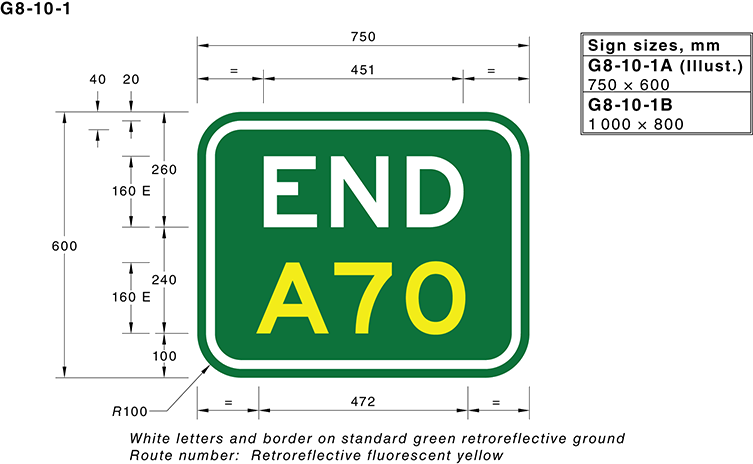 G8-10-1
750
Sign sizes, mm
G8-10-1A (Illust.)
750 × 600
G8-10-1B
1 000 × 800
= 451 =
40 20
END
260
160 E
600
A70
240
160 E
100
R100
= 472 =
White letters and border on standard green retroreflective ground
Route number: Retroreflective fluorescent yellow